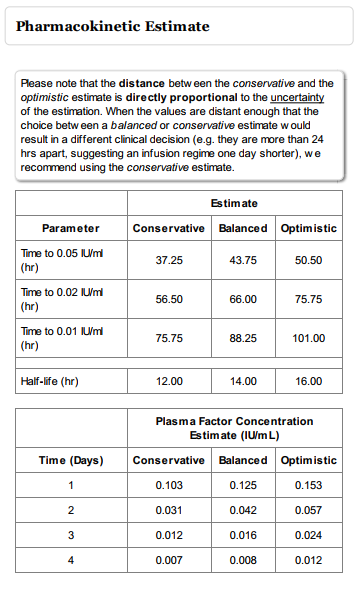 Pharmacokinetic Estimate
Please note that the distance between the conservative and the
optimistic estimate is directly proportional to the uncertainty
of the estimation. When the values are distant enough that the
choice between a balanced or conservative estimate would
result in a different clinical decision (e.g. they are more than 24
hrs apart, suggesting an infusion regime one day shorter), we
recommend using the conservative estimate.
Estimate
Parameter Conservative Balanced Optimistic
Time to 0.05 IU/ml
(hr) 37.25 43.75 50.50
Time to 0.02 IU/ml
(hr) 56.50 66.00 75.75
Time to 0.01 IU/ml
(hr) 75.75 88.25 101.00
Half-life (hr) 12.00 14.00 16.00
Plasma Factor Concentration
Estimate (IU/mL)
Time (Days) Conservative Balanced Optimistic
1 0.103 0.125 0.153
2 0.031 0.042 0.057
3 0.012 0.016 0.024
4 0.007 0.008 0.012